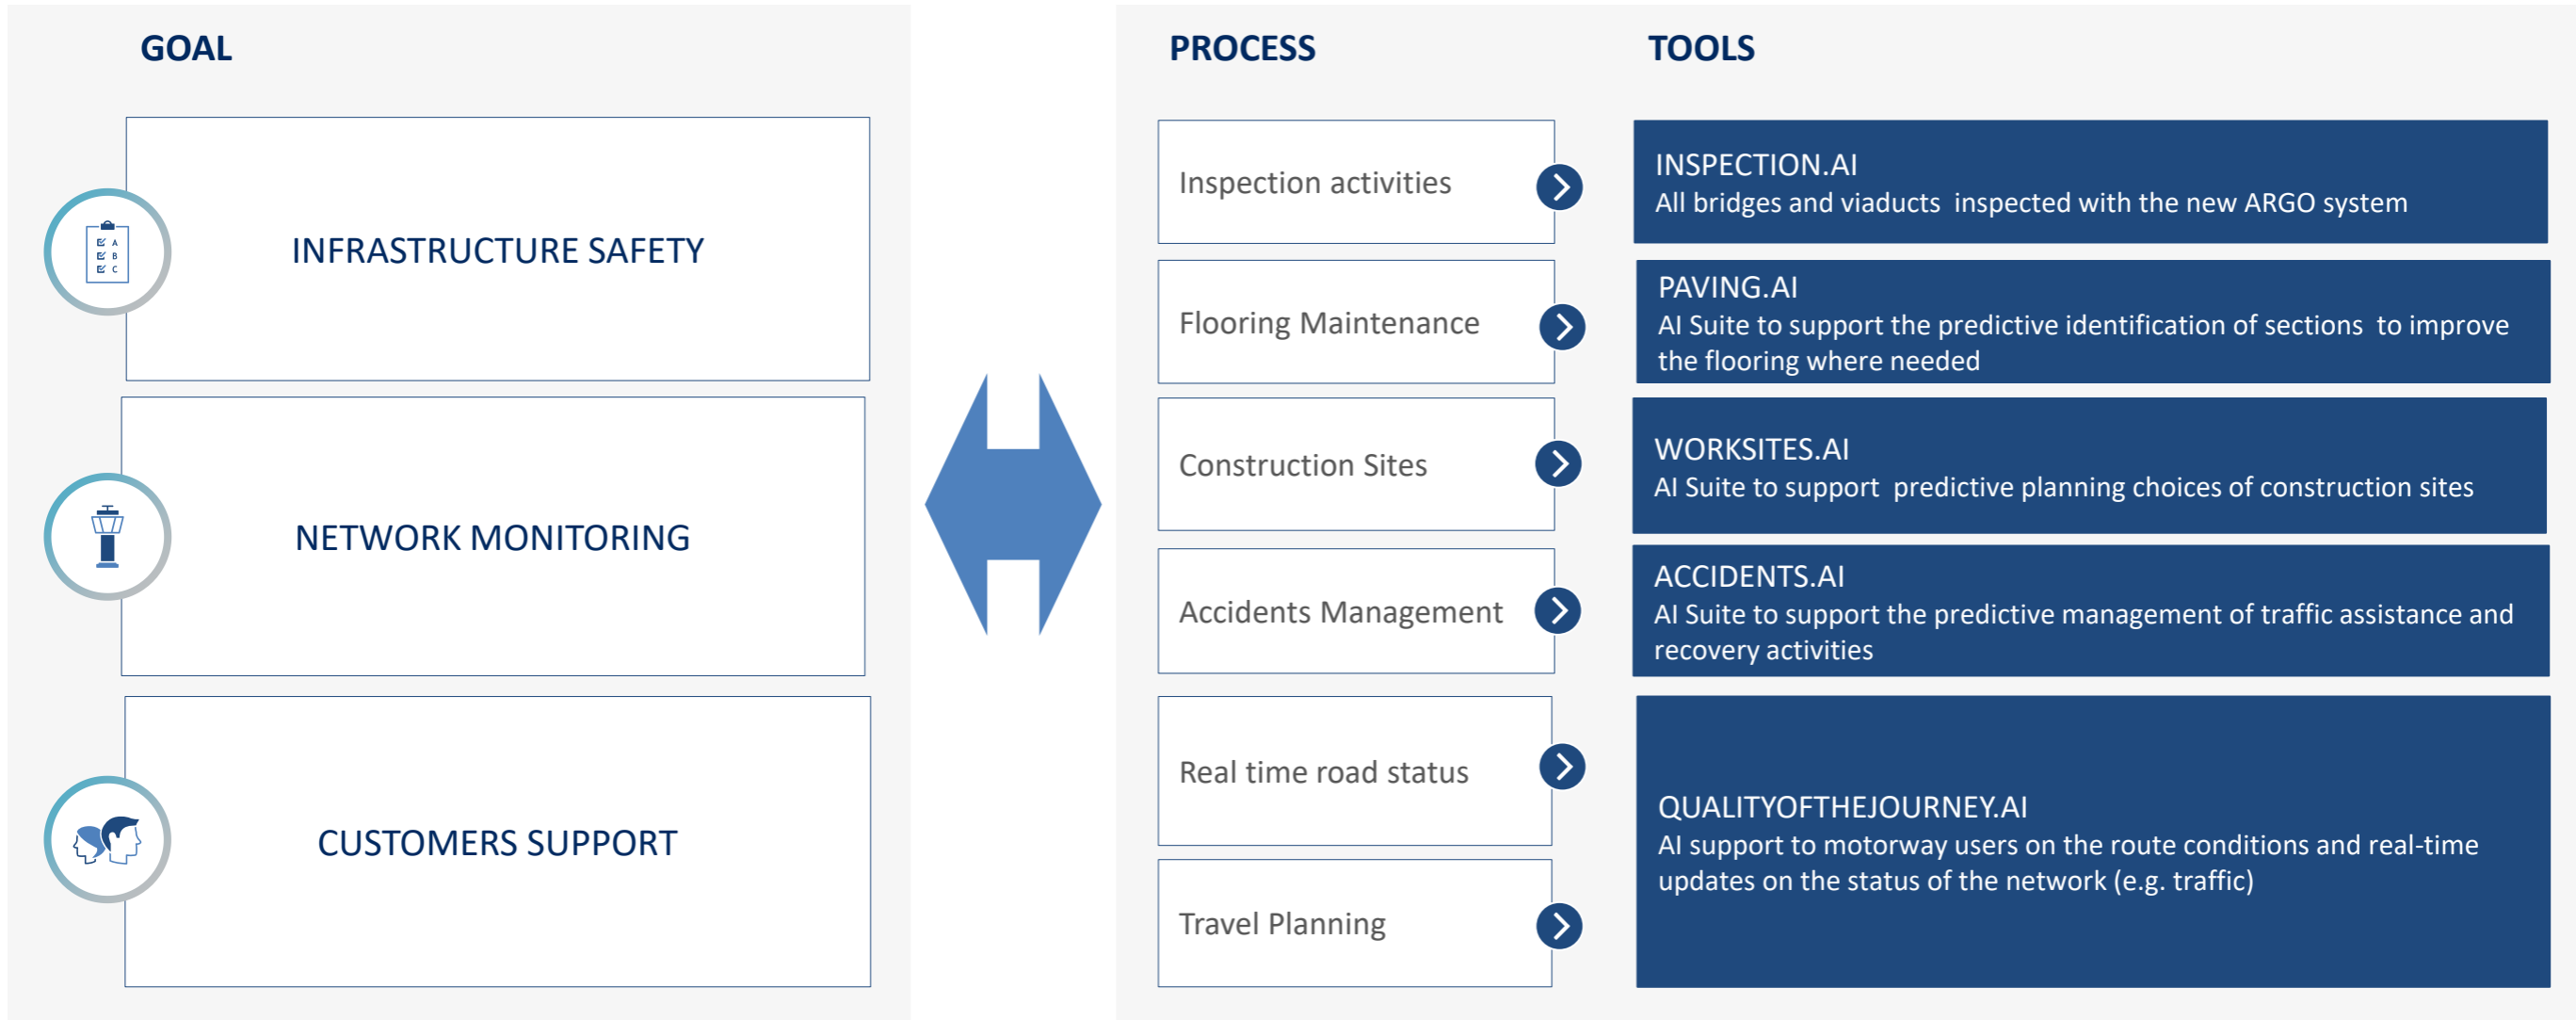 GOAL
INFRASTRUCTURE SAFETY
A
B
C
NETWORK MONITORING
CUSTOMERS SUPPORT
PROCESS
TOOLS
Inspection activities
INSPECTION.AI
All bridges and viaducts inspected with the new ARGO system
Flooring Maintenance
PAVING.AI
AI Suite to support the predictive identification of sections to improve
the flooring where needed
Construction Sites
WORKSITES.AI
AI Suite to support predictive planning choices of construction sites
Accidents Management
ACCIDENTS.AI
AI Suite to support the predictive management of traffic assistance and
recovery activities
Real time road status
Travel Planning
QUALITYOFTHEJOURNEY.AI
AI support to motorway users on the route conditions and real-time
updates on the status of the network (e.g. traffic)